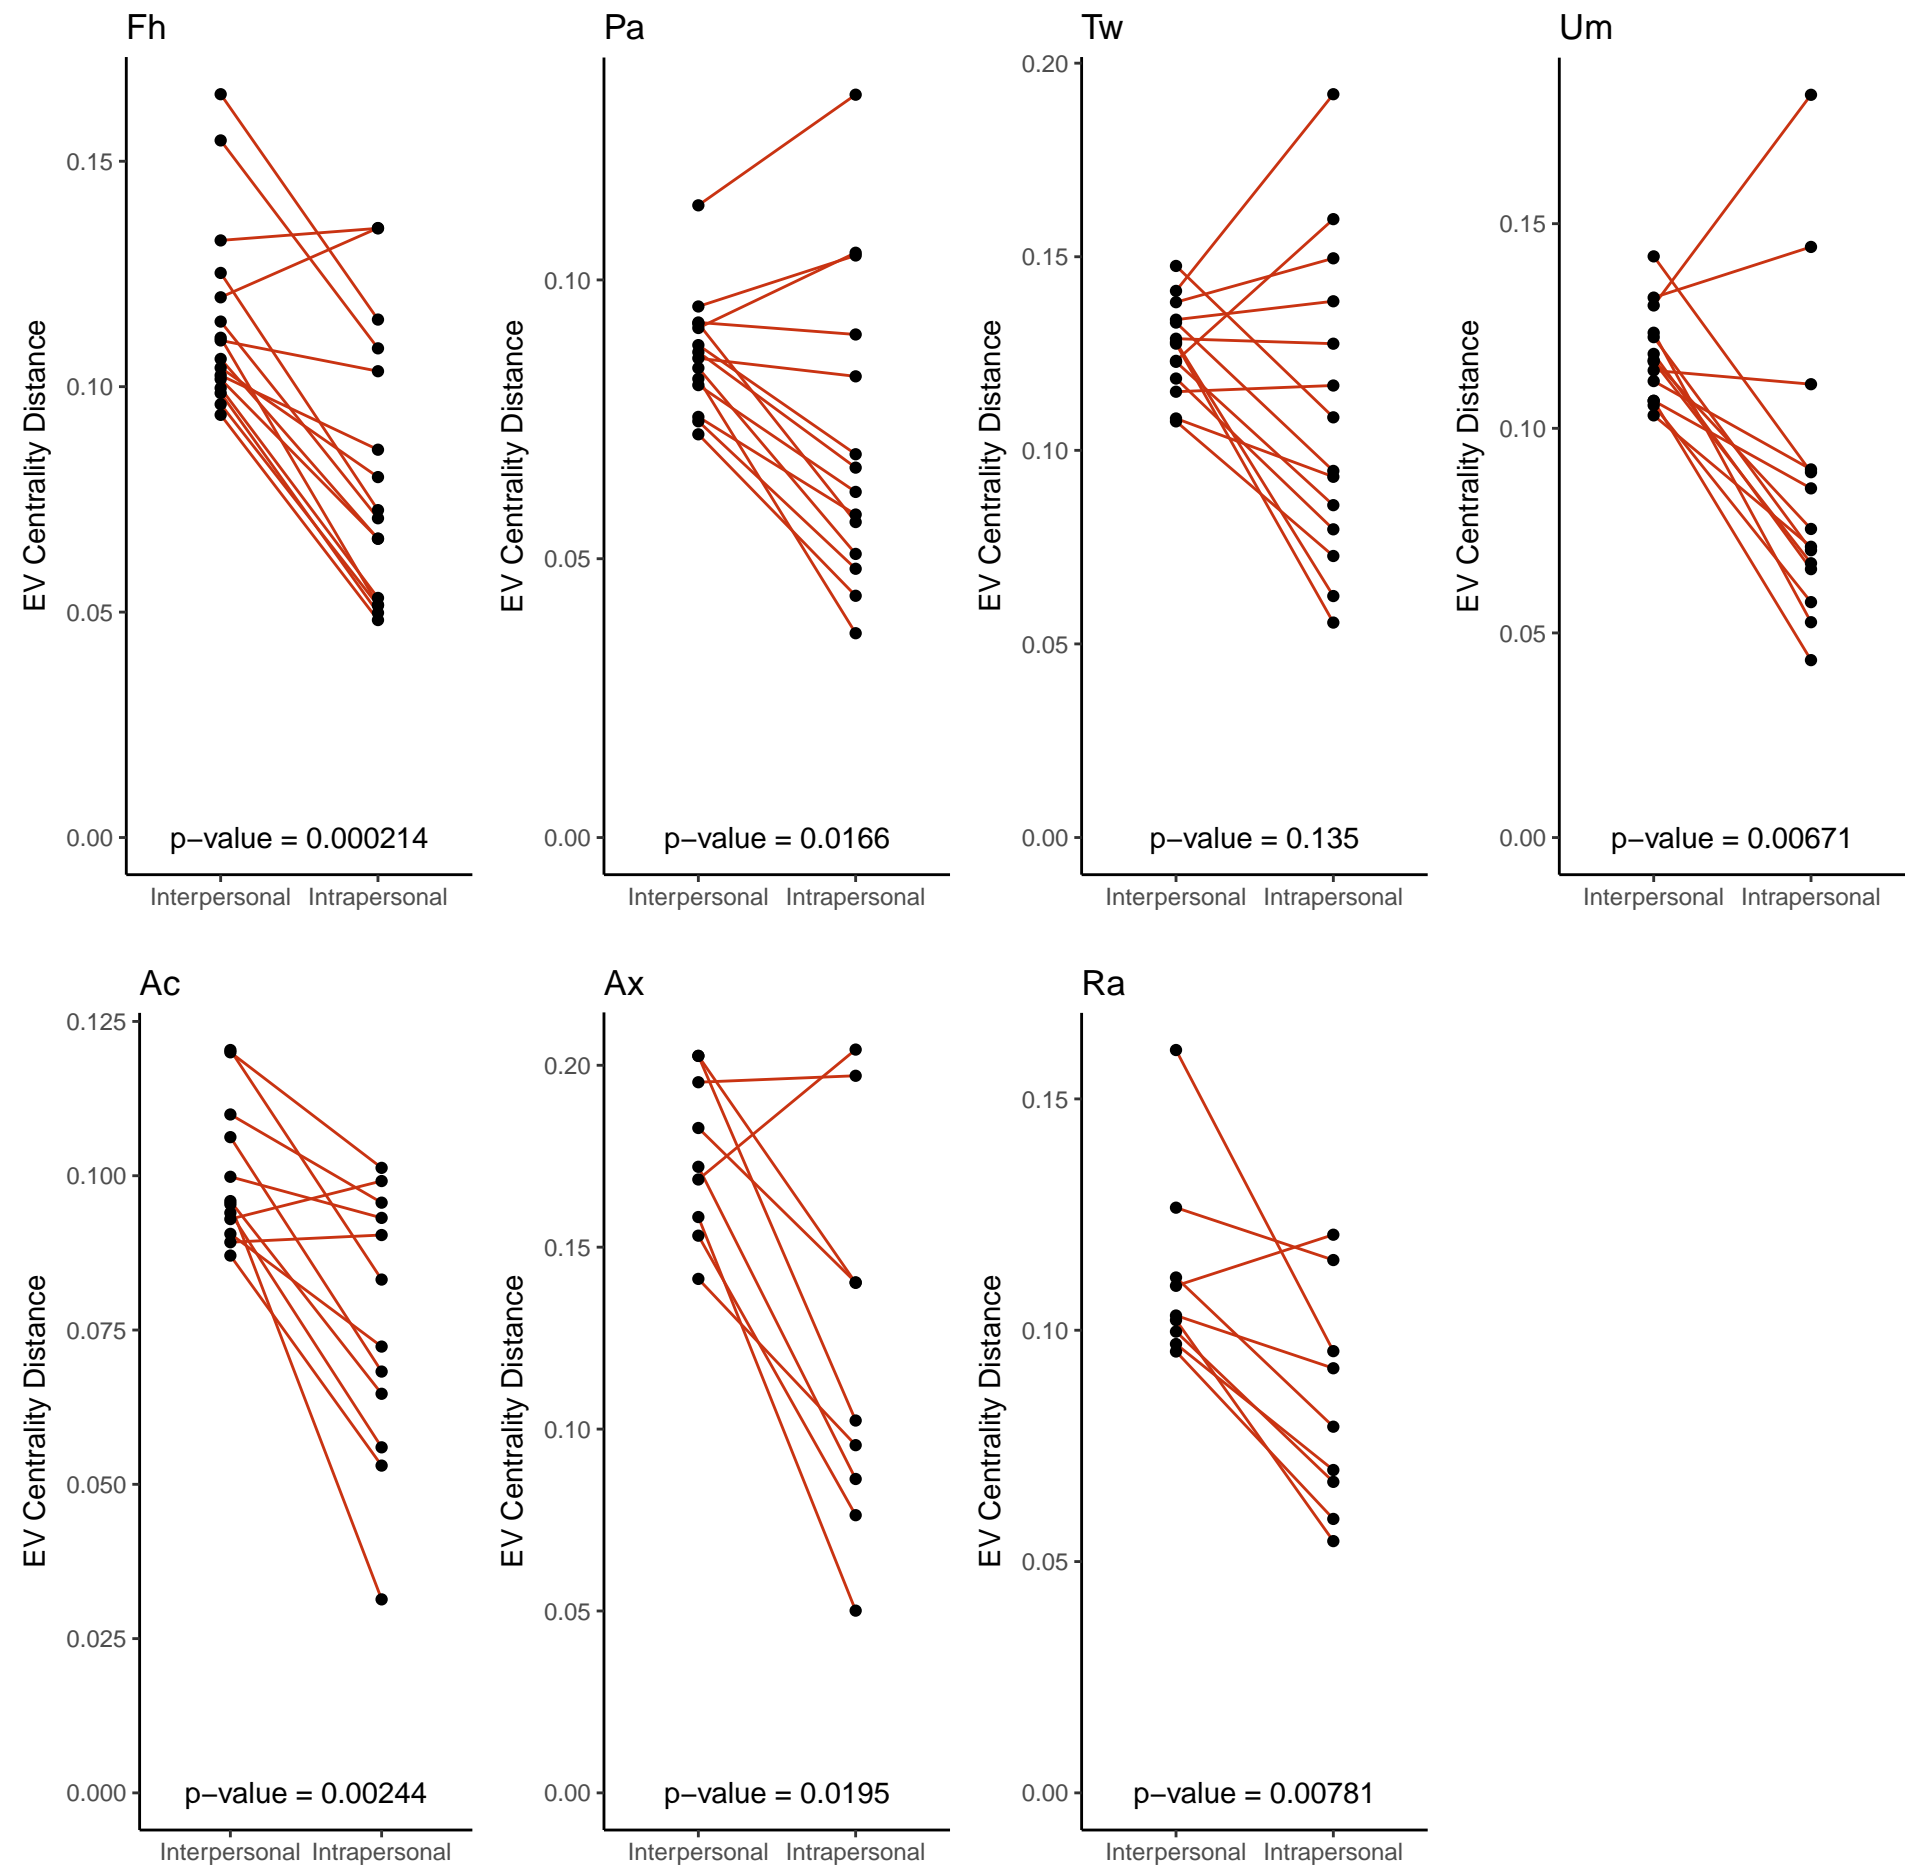 Fh
EV Centrality Distance
0.15
0.10
0.05
0.00
p−value = 0.000214
Interpersonal Intrapersonal
Pa
EV Centrality Distance
0.10
0.05
0.00
p−value = 0.0166
Interpersonal Intrapersonal
Tw
EV Centrality Distance
0.20
0.15
0.10
0.05
0.00
p−value = 0.135
Interpersonal Intrapersonal
Um
EV Centrality Distance
0.15
0.10
0.05
0.00
p−value = 0.00671
Interpersonal Intrapersonal
Ac
EV Centrality Distance
0.125
0.100
0.075
0.050
0.025
0.000
p−value = 0.00244
Interpersonal Intrapersonal
Ax
EV Centrality Distance
0.20
0.15
0.10
0.05
0.00
p−value = 0.0195
Interpersonal Intrapersonal
Ra
EV Centrality Distance
0.15
0.10
0.05
0.00
p−value = 0.00781
Interpersonal Intrapersonal